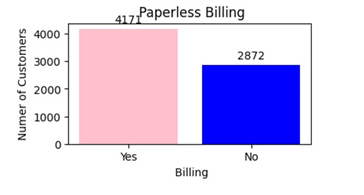 Paperless Billing
4171
2872
4000
3000
2000
1000
0
Numer of Customers
Yes
No
Billing